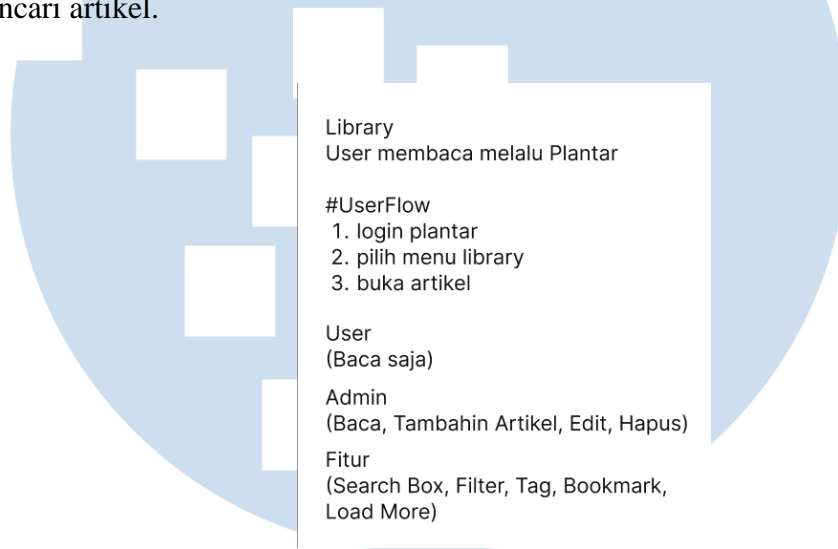 ncari artikel.
Library
User membaca melalu Plantar
#UserFlow
1. login plantar
2. pilih menu library
3. buka artikel
User
(Baca saja)
Admin
(Baca, Tambahin Artikel, Edit, Hapus)
Fitur
(Search Box, Filter, Tag, Bookmark,
Load More)